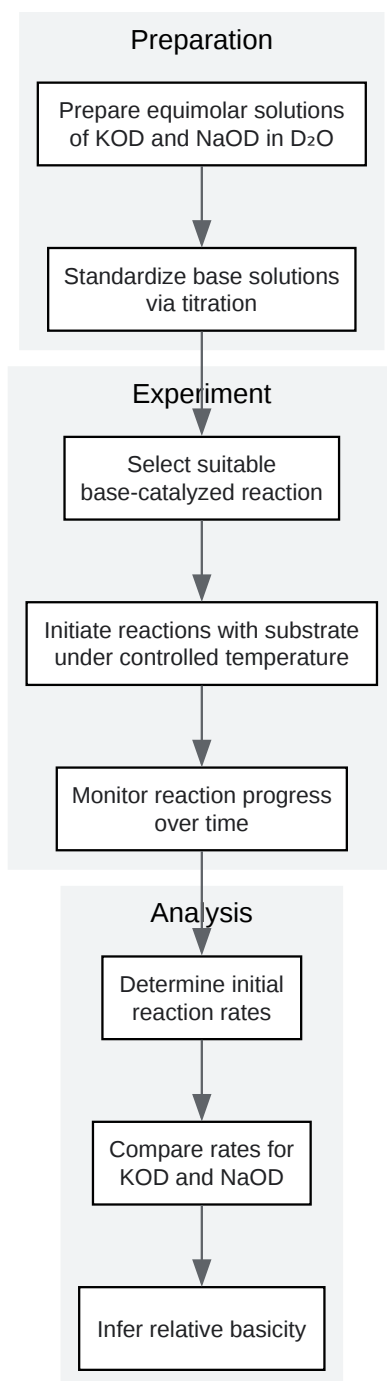 Preparation
Prepare equimolar solutions
of KOD and NaOD in D₂O
Standardize base solutions
via titration
Experiment
Select suitable
base-catalyzed reaction
Initiate reactions with substrate
under controlled temperature
Monitor reaction progress
over time
Analysis
Determine initial
reaction rates
Compare rates for
KOD and NaOD
Infer relative basicity